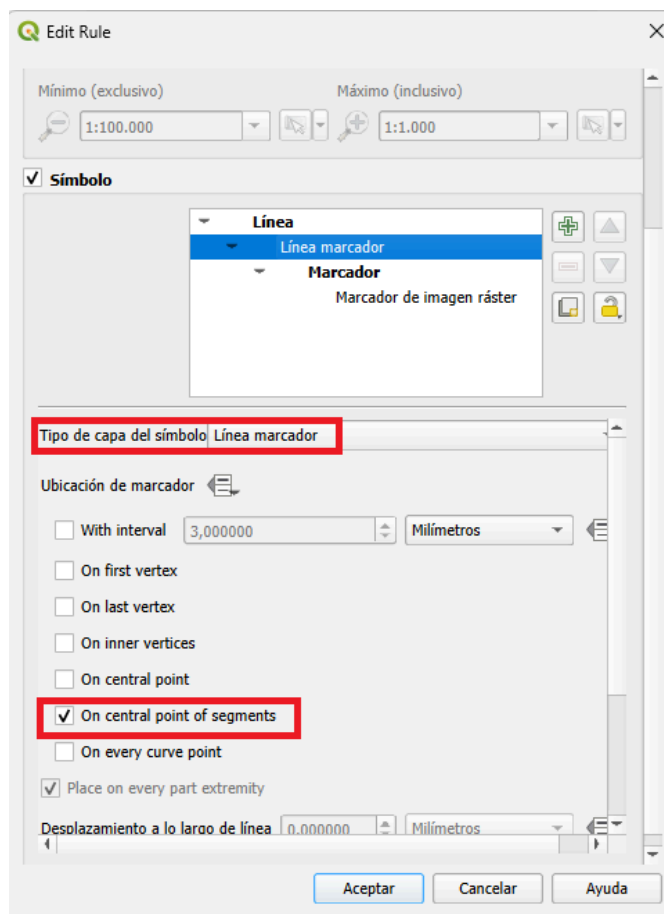 Edit Rule
Mínimo (exclusivo) Máximo (inclusivo)
1:100.000 1:1.000
Símbolo
Línea
Línea marcador
Marcador
Marcador de imagen ráster
Tipo de capa del símbolo Línea marcador
Ubicación de marcador
With interval 3,000000 Milímetros
On first vertex
On last vertex
On inner vertices
On central point
On central point of segments
On every curve point
Place on every part extremity
Desplazamiento a lo largo de línea 0,000000 Milímetros
Aceptar Cancelar Ayuda